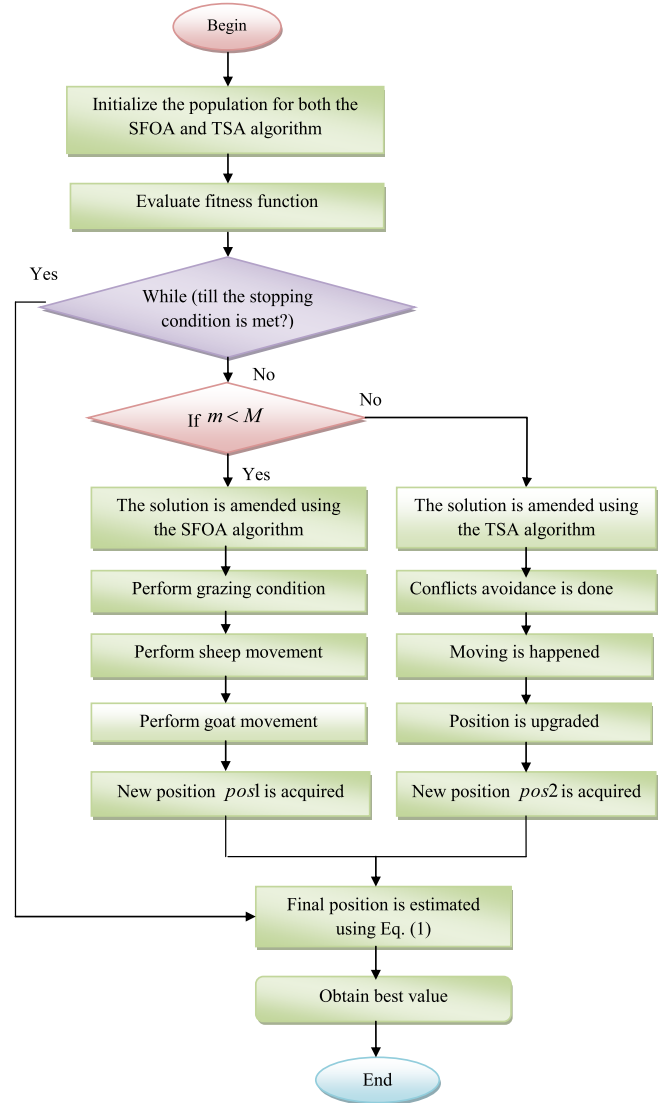 Begin
Initialize the population for both the
SFOA and TSA algorithm
Evaluate fitness function
Yes
While (till the stopping
condition is met?)
No
If m < M
No
Yes
The solution is amended using
the SFOA algorithm
Perform grazing condition
Perform sheep movement
Perform goat movement
New position pos1 is acquired
The solution is amended using
the TSA algorithm
Conflicts avoidance is done
Moving is happened
Position is upgraded
New position pos2 is acquired
Final position is estimated
using Eq. (1)
Obtain best value
End